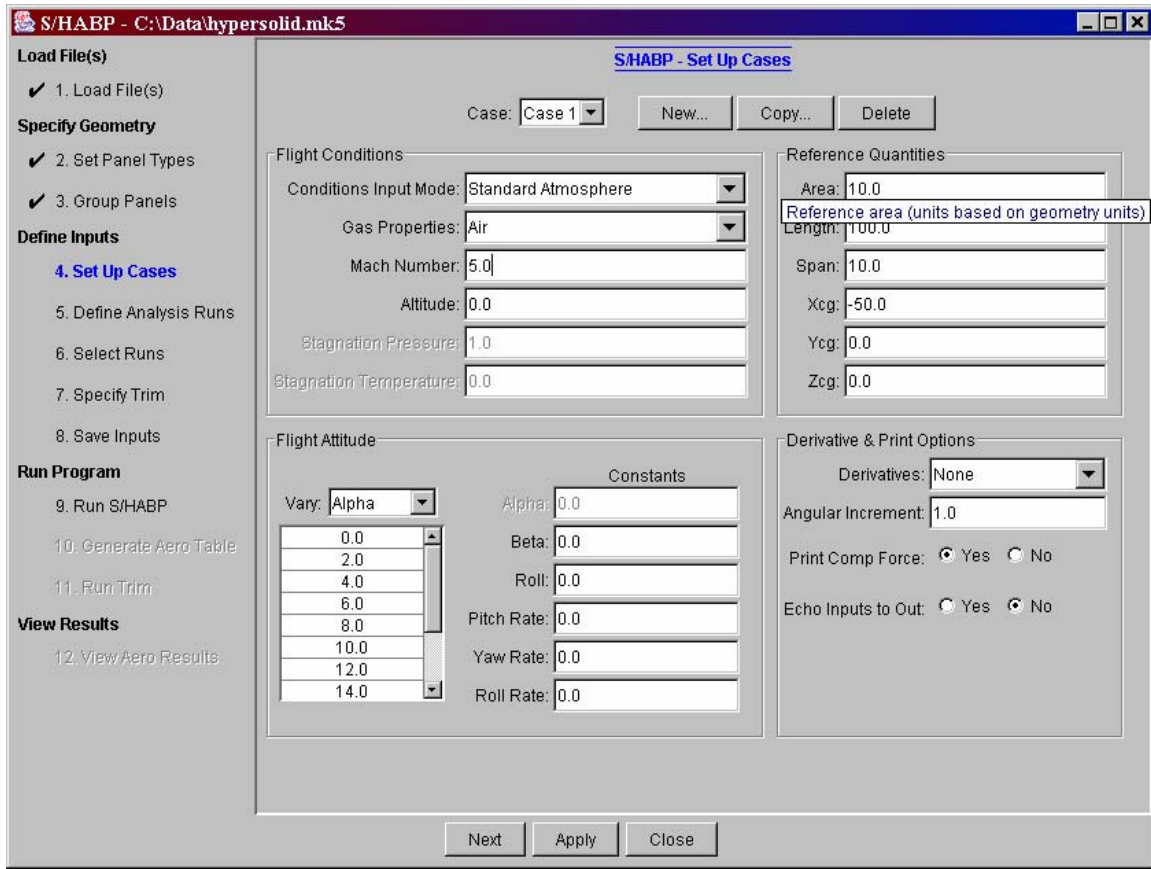 S/HABP - C:\Data\hypersolid.mk5
Load File(s)
✔ 1. Load File(s)
Specify Geometry
✔ 2. Set Panel Types
✔ 3. Group Panels
Define Inputs
4. Set Up Cases
5. Define Analysis Runs
6. Select Runs
7. Specify Trim
8. Save Inputs
Run Program
9. Run S/HABP
10. Generate Aero Table
11. Run Trim
View Results
12. View Aero Results
S/HABP - Set Up Cases
Case: Case 1 New... Copy... Delete
Flight Conditions
Conditions Input Mode: Standard Atmosphere
Gas Properties: Air
Mach Number: 5.0
Altitude: 0.0
Stagnation Pressure: 1.0
Stagnation Temperature: 0.0
Reference Quantities
Area: 10.0
Reference area (units based on geometry units)
Length: 100.0
Span: 10.0
Xcg: -50.0
Ycg: 0.0
Zcg: 0.0
Flight Attitude
Vary: Alpha
0.0
2.0
4.0
6.0
8.0
10.0
12.0
14.0
Constants
Alpha: 0.0
Beta: 0.0
Roll: 0.0
Pitch Rate: 0.0
Yaw Rate: 0.0
Roll Rate: 0.0
Derivative & Print Options
Derivatives: None
Angular Increment: 1.0
Print Comp Force: Yes No
Echo Inputs to Out: Yes No
Next Apply Close